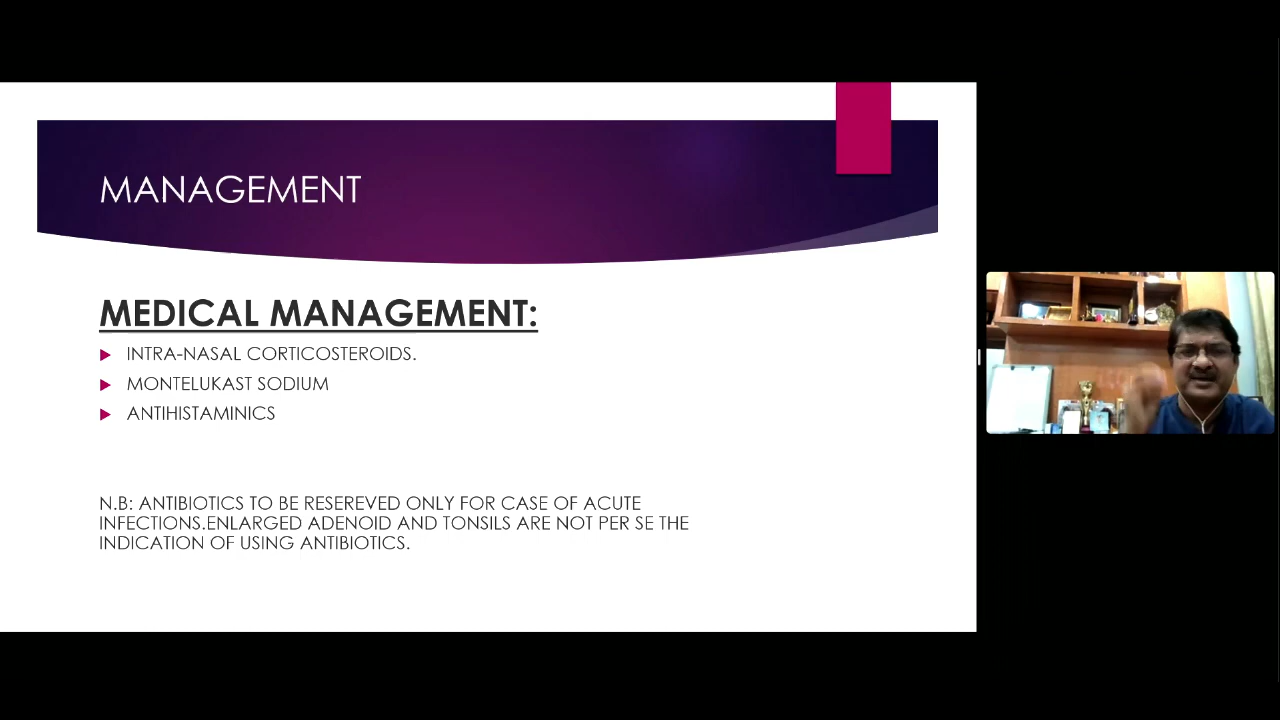 MANAGEMENT
MEDICAL MANAGEMENT:
INTRA-NASAL CORTICOSTEROIDS.
MONTELUKAST SODIUM
ANTIHISTAMINICS
N.B: ANTIBIOTICS TO BE RESEREVED ONLY FOR CASE OF ACUTE
INFECTIONS.ENLARGED ADENOID AND TONSILS ARE NOT PER SE THE
INDICATION OF USING ANTIBIOTICS.